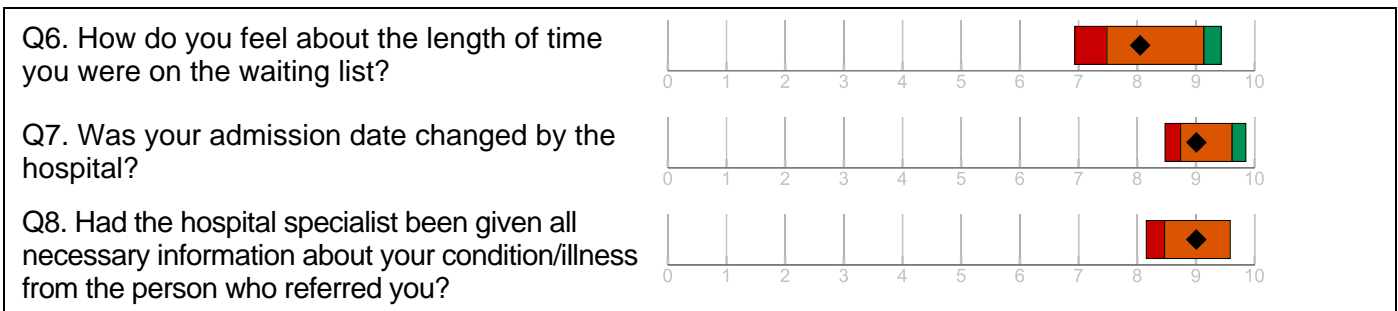 Q6. How do you feel about the length of time
you were on the waiting list?
0 1 2 3 4 5 6 7 8 9 10
Q7. Was your admission date changed by the
hospital?
0 1 2 3 4 5 6 7 8 9 10
Q8. Had the hospital specialist been given all
necessary information about your condition/illness
from the person who referred you?
0 1 2 3 4 5 6 7 8 9 10